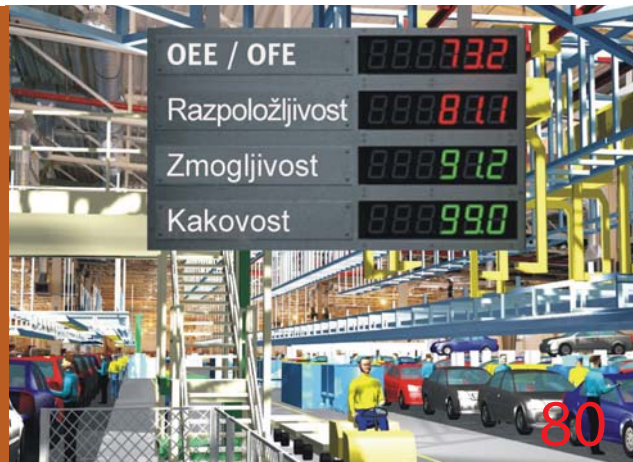 OEE / OFE 73.2
Razpoložljivost 81.1
Zmogljivost 91.2
Kakovost 99.0
80